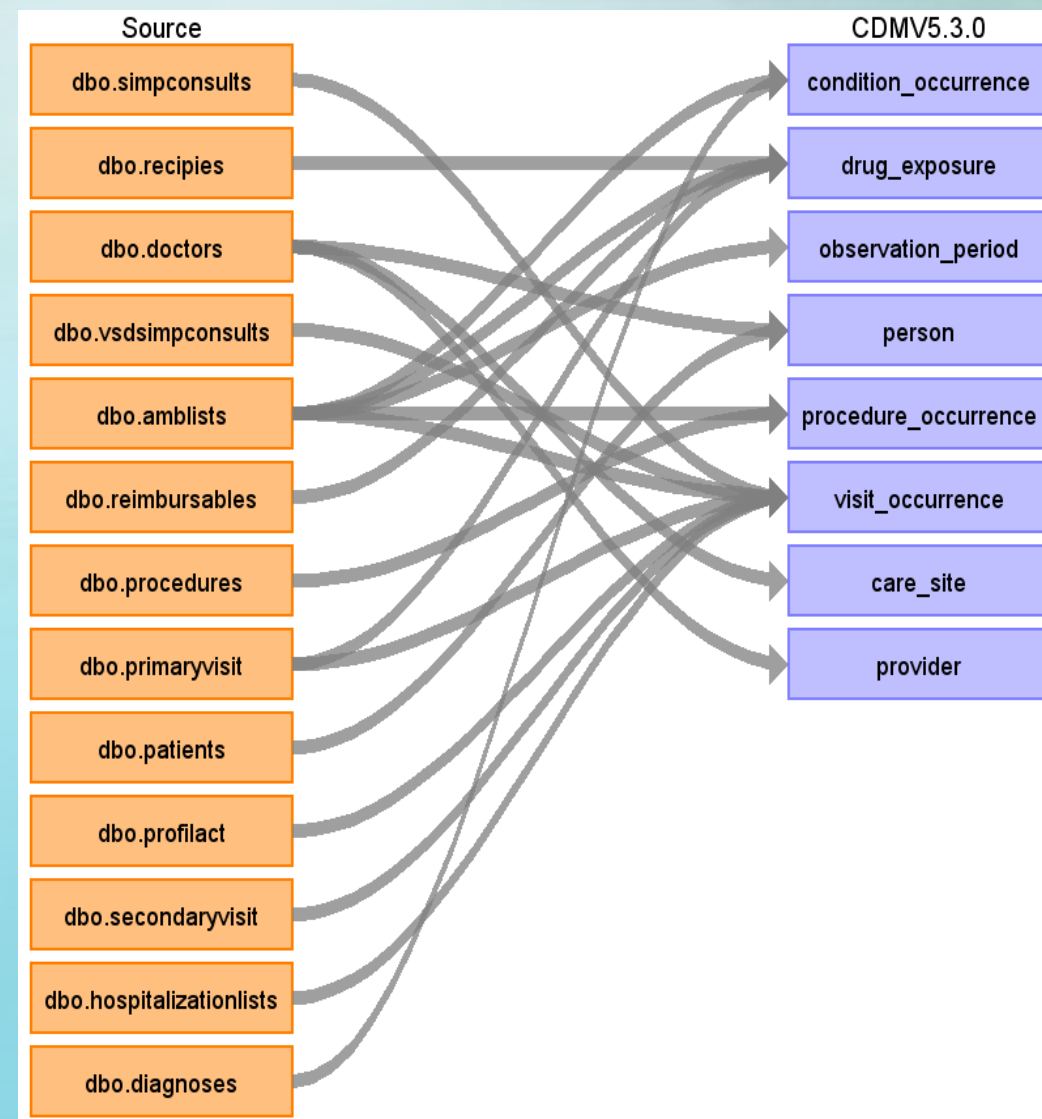 Source
dbo.simpconsults
dbo.recipies
dbo.doctors
dbo.vsdsimpconsults
dbo.amblists
dbo.reimbursables
dbo.procedures
dbo.primaryvisit
dbo.patients
dbo.profilact
dbo.secondaryvisit
dbo.hospitalizationlists
dbo.diagnoses
CDMV5.3.0
condition_occurrence
drug_exposure
observation_period
person
procedure_occurrence
visit_occurrence
care_site
provider